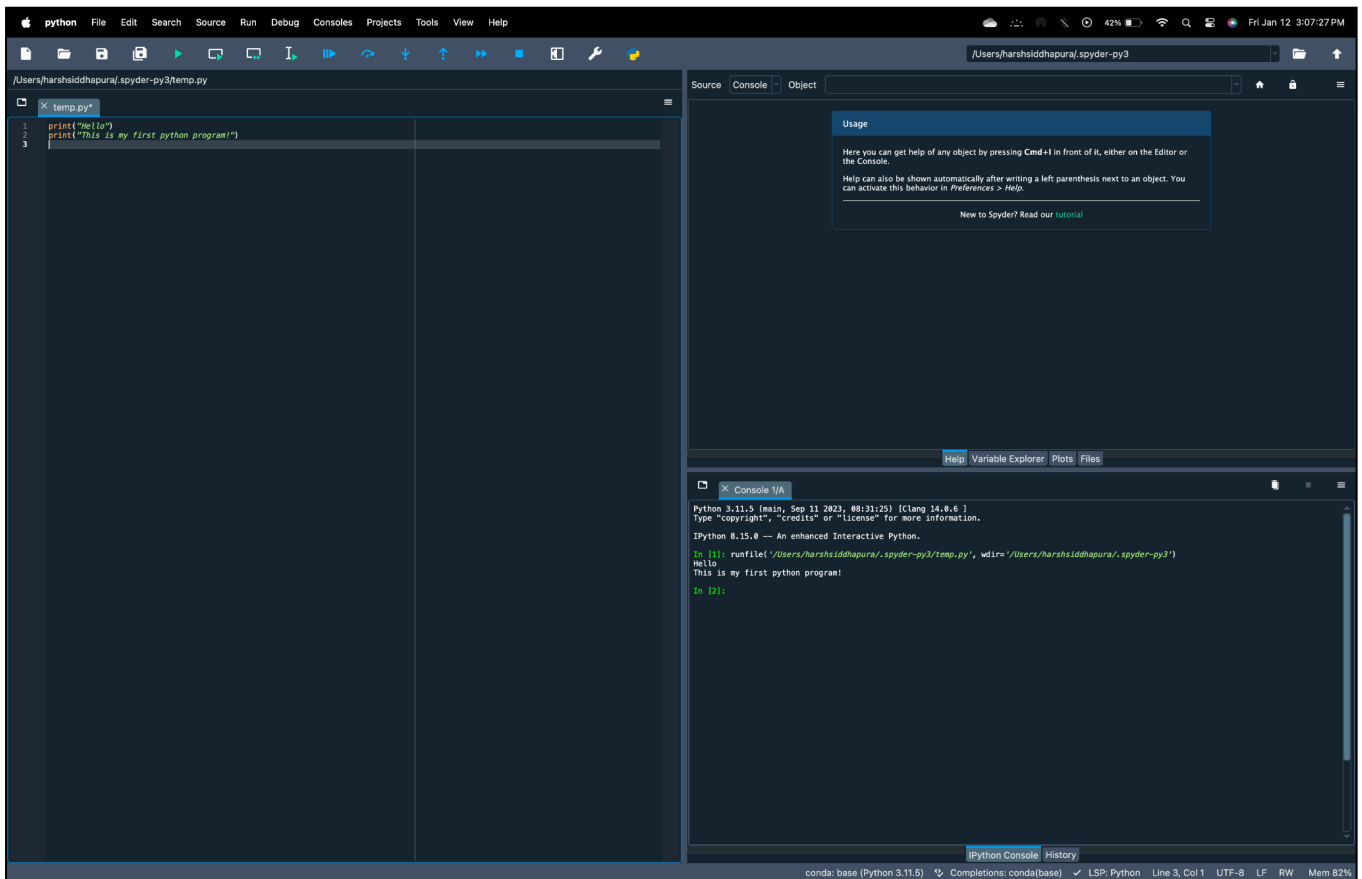 python File Edit Search Source Run Debug Consoles Projects Tools View Help 42% Fri Jan 12 3:07:27 PM
/Users/harshsiddhapura/.spyder-py3
/Users/harshsiddhapura/.spyder-py3/temp.py
temp.py*
1 print("Hello")
2 print("This is my first python program!")
3
Source Console Object
Usage
Here you can get help of any object by pressing Cmd+I in front of it, either on the Editor or
the Console.
Help can also be shown automatically after writing a left parenthesis next to an object. You
can activate this behavior in Preferences > Help.
New to Spyder? Read our tutorial
Help Variable Explorer Plots Files
Console 1/A
Python 3.11.5 (main, Sep 11 2023, 08:31:25) [Clang 14.0.6 ]
Type "copyright", "credits" or "license" for more information.
IPython 8.15.0 -- An enhanced Interactive Python.
In [1]: runfile('/Users/harshsiddhapura/.spyder-py3/temp.py', wdir='/Users/harshsiddhapura/.spyder-py3')
Hello
This is my first python program!
In [2]:
IPython Console History
conda: base (Python 3.11.5) Completions: conda(base) LSP: Python Line 3, Col 1 UTF-8 LF RW Mem 82%